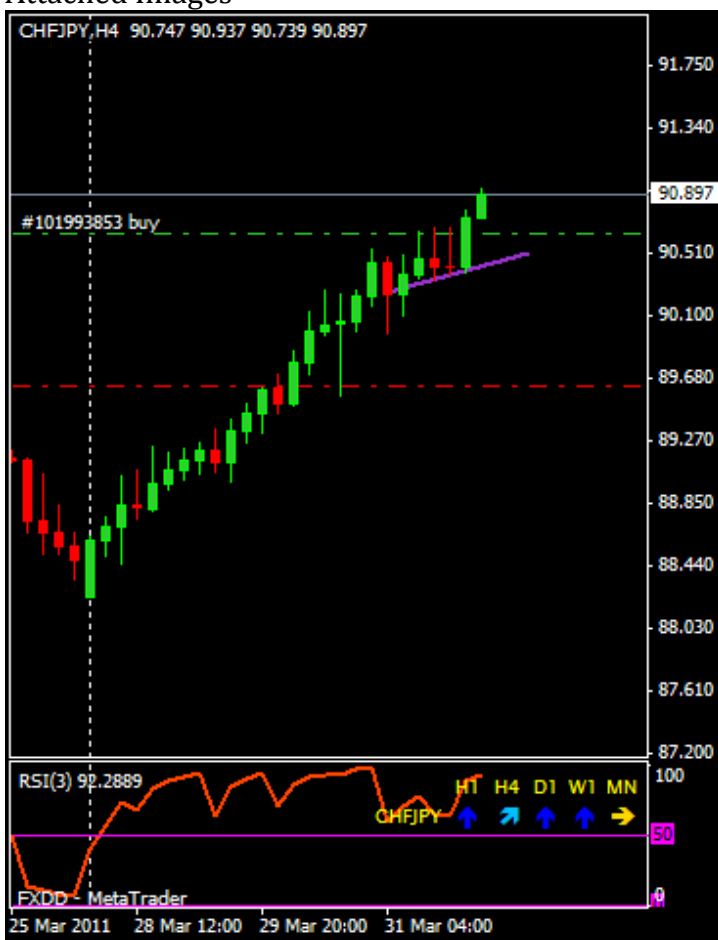 Attached Images
CHFJPY,H4 90.747 90.937 90.739 90.897
91.750
91.340
90.897
#101993853 buy
90.510
90.100
89.680
89.270
88.850
88.440
88.030
87.610
87.200
RSI(3) 92.2889
100
H1 H4 D1 W1 MN
CHFJPY
50
0
FXDD - MetaTrader
25 Mar 2011 28 Mar 12:00 29 Mar 20:00 31 Mar 04:00